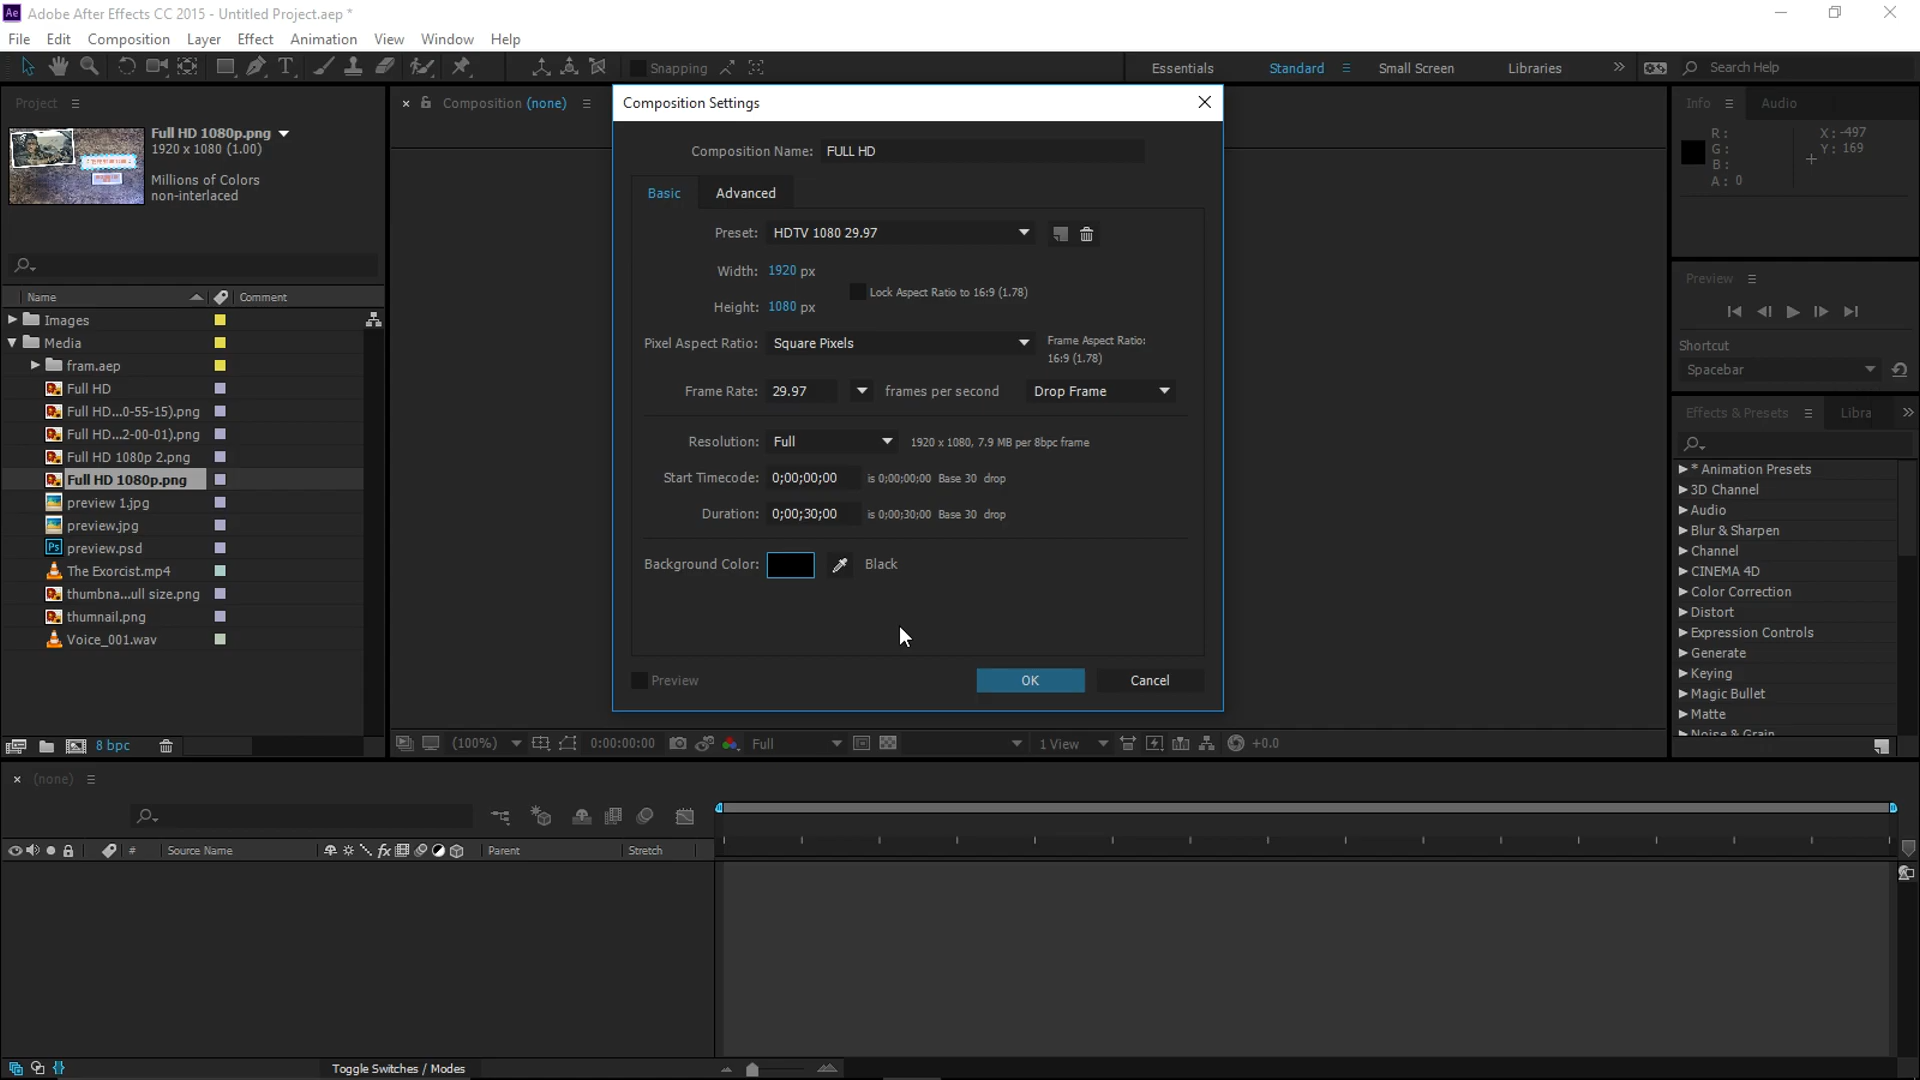 Ae Adobe After Effects CC 2015 - Untitled Project.aep *
File Edit Composition Layer Effect Animation View Window Help
Snapping Essentials Standard Small Screen Libraries Search Help
Project
Full HD 1080p.png
1920 x 1080 (1.00)
Millions of Colors
non-interlaced
Name Comment
Images
Media
fram.aep
Full HD
Full HD...0-55-15).png
Full HD...2-00-01).png
Full HD 1080p 2.png
Full HD 1080p.png
preview 1.jpg
preview.jpg
Ps preview.psd
The Exorcist.mp4
thumbna...ull size.png
thumnail.png
Voice_001.wav
8 bpc
Composition (none)
Composition Settings
Composition Name: FULL HD
Basic Advanced
Preset: HDTV 1080 29.97
Width: 1920 px
Lock Aspect Ratio to 16:9 (1.78)
Height: 1080 px
Pixel Aspect Ratio: Square Pixels
Frame Aspect Ratio:
16:9 (1.78)
Frame Rate: 29.97 frames per second Drop Frame
Resolution: Full 1920 x 1080, 7.9 MB per 8bpc frame
Start Timecode: 0;00;00;00 is 0;00;00;00 Base 30 drop
Duration: 0;00;30;00 is 0;00;30;00 Base 30 drop
Background Color: Black
Preview OK Cancel
(100%) 0:00:00:00 Full 1 View +0.0
Info Audio
R: X: -497
G: Y: 169
B:
A: 0
Preview
Shortcut
Spacebar
Effects & Presets Libra
* Animation Presets
3D Channel
Audio
Blur & Sharpen
Channel
CINEMA 4D
Color Correction
Distort
Expression Controls
Generate
Keying
Magic Bullet
Matte
Noise & Grain
(none)
# Source Name fx Parent Stretch
Toggle Switches / Modes